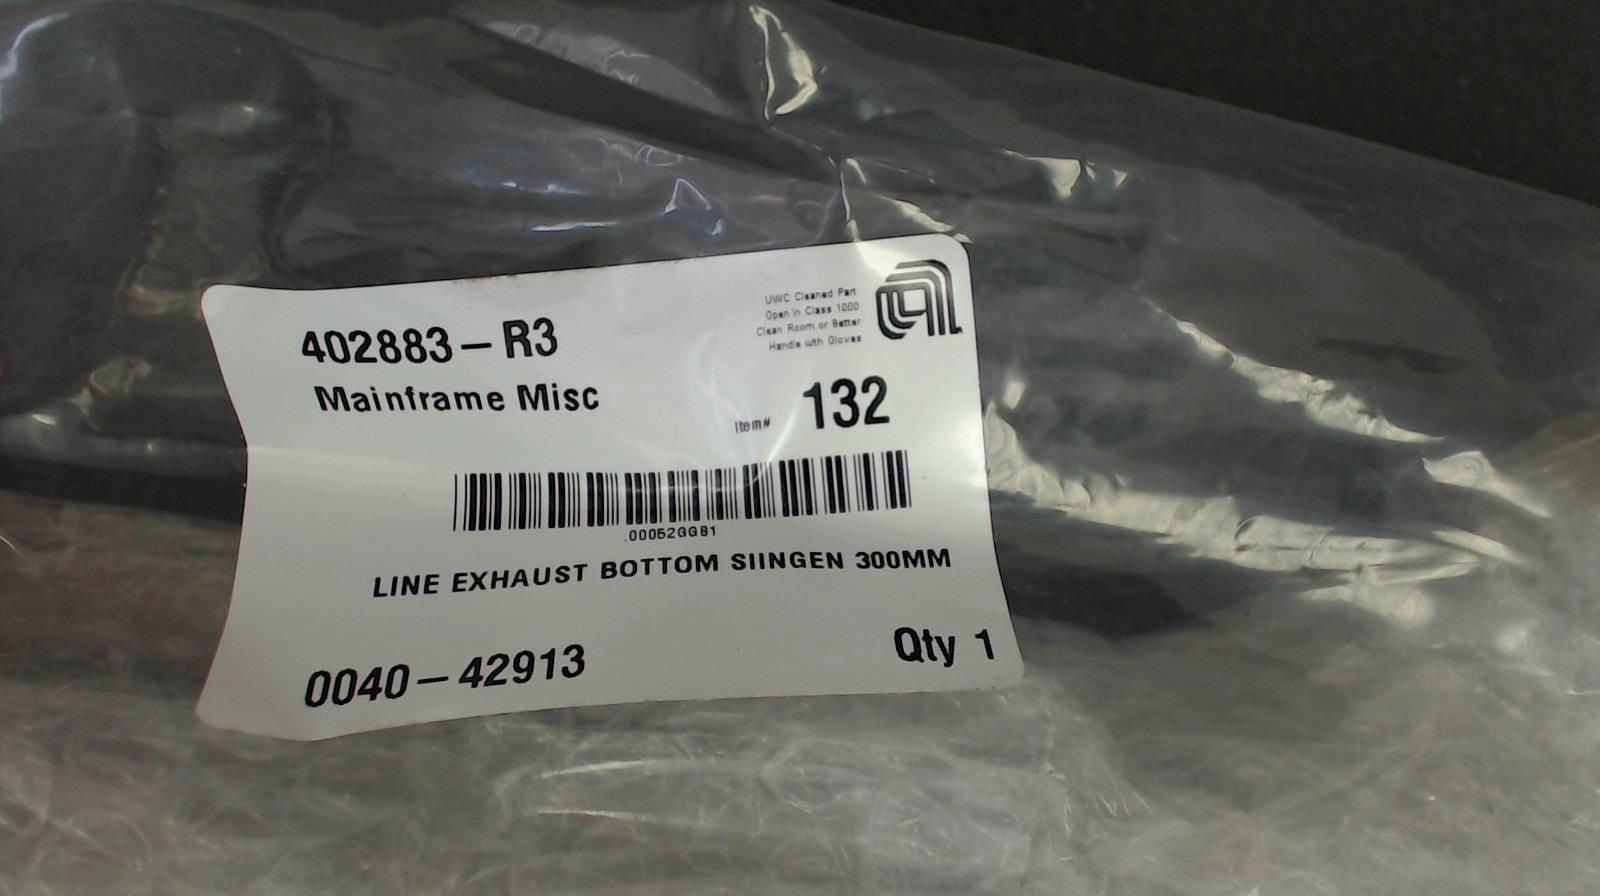 402883-R3
Mainframe Misc
UWC Cleaned Part
Open in Class 1000
Clean Room or Better
Handle with Gloves
Item# 132
LINE EXHAUST BOTTOM SIINGEN 300MM
0040-42913
Qty 1